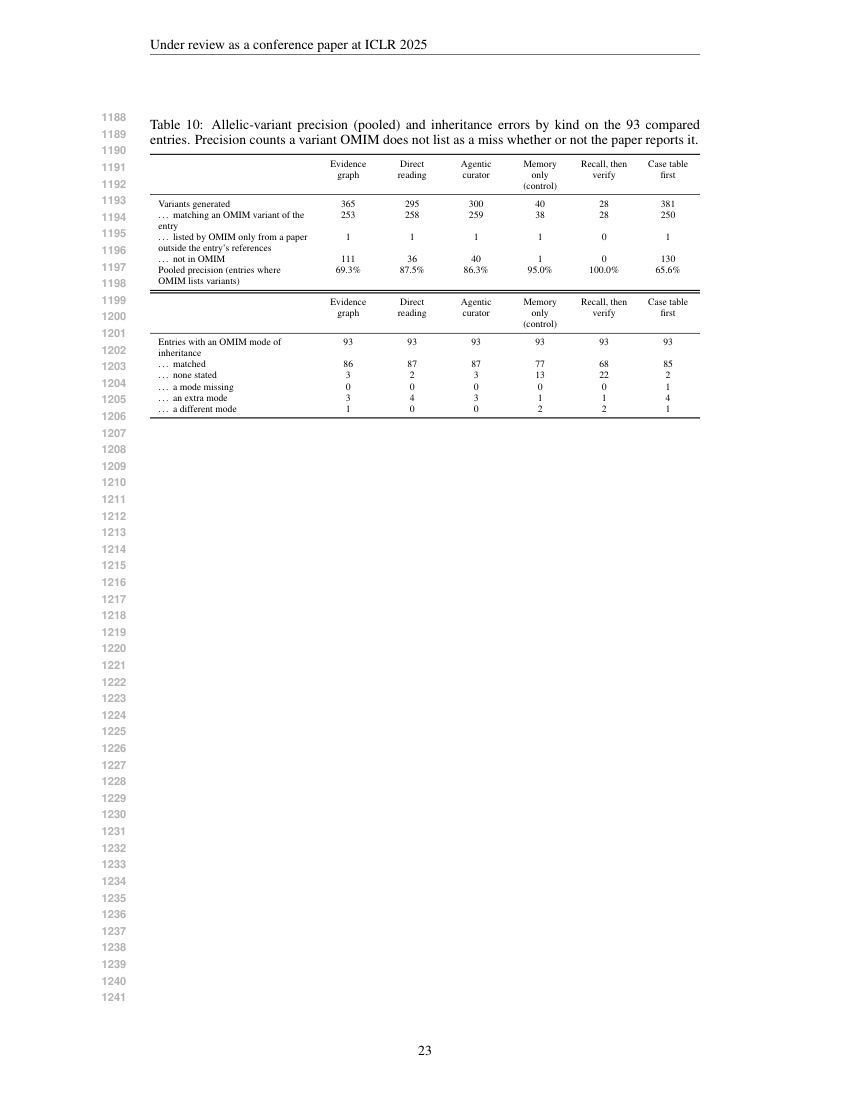 Under review as a conference paper at ICLR 2025
1188
1189
1190
1191
1192
1193
1194
1195
1196
1197
1198
1199
1200
1201
1202
1203
1204
1205
1206
1207
1208
1209
1210
1211
1212
1213
1214
1215
1216
1217
1218
1219
1220
1221
1222
1223
1224
1225
1226
1227
1228
1229
1230
1231
1232
1233
1234
1235
1236
1237
1238
1239
1240
1241
Table 10: Allelic-variant precision (pooled) and inheritance errors by kind on the 93 compared
entries. Precision counts a variant OMIM does not list as a miss whether or not the paper reports it.
Evidence Direct Agentic Memory Recall, then Case table
graph reading curator only verify first
(control)
Variants generated 365 295 300 40 28 381
... matching an OMIM variant of the 253 258 259 38 28 250
entry
... listed by OMIM only from a paper 1 1 1 1 0 1
outside the entry's references
... not in OMIM 111 36 40 1 0 130
Pooled precision (entries where 69.3% 87.5% 86.3% 95.0% 100.0% 65.6%
OMIM lists variants)
Evidence Direct Agentic Memory Recall, then Case table
graph reading curator only verify first
(control)
Entries with an OMIM mode of 93 93 93 93 93 93
inheritance
... matched 86 87 87 77 68 85
... none stated 3 2 3 13 22 2
... a mode missing 0 0 0 0 0 1
... an extra mode 3 4 3 1 1 4
... a different mode 1 0 0 2 2 1
23